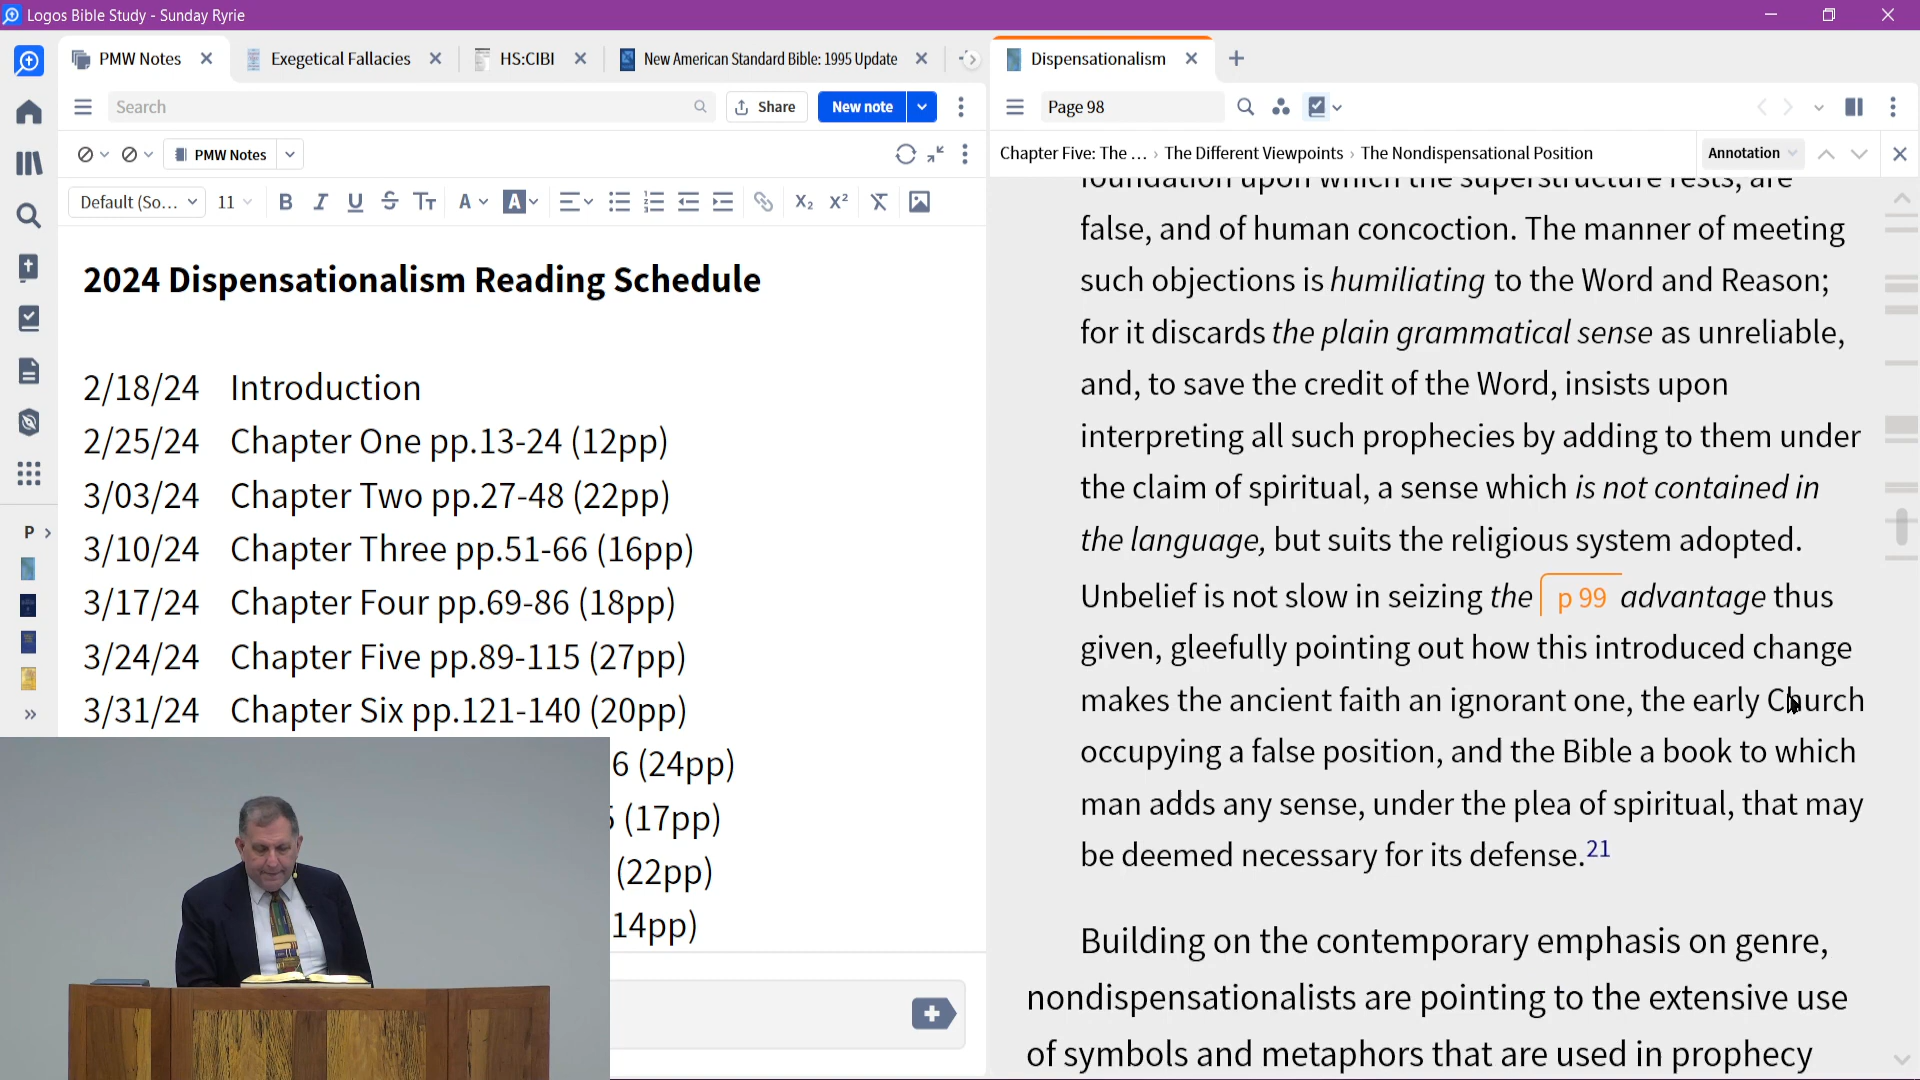 Logos Bible Study - Sunday Ryrie
PMW Notes
Exegetical Fallacies
HS:CIBI
New American Standard Bible: 1995 Update
Dispensationalism
Search
Share
New note
Page 98
PMW Notes
Chapter Five: The ... › The Different Viewpoints › The Nondispensational Position
Annotation
Default (So...
11
2024 Dispensationalism Reading Schedule
2/18/24 Introduction
2/25/24 Chapter One pp.13-24 (12pp)
3/03/24 Chapter Two pp.27-48 (22pp)
3/10/24 Chapter Three pp.51-66 (16pp)
3/17/24 Chapter Four pp.69-86 (18pp)
3/24/24 Chapter Five pp.89-115 (27pp)
3/31/24 Chapter Six pp.121-140 (20pp)
6 (24pp)
(17pp)
(22pp)
14pp)
P
foundation upon which the superstructure rests, are
false, and of human concoction. The manner of meeting
such objections is humiliating to the Word and Reason;
for it discards the plain grammatical sense as unreliable,
and, to save the credit of the Word, insists upon
interpreting all such prophecies by adding to them under
the claim of spiritual, a sense which is not contained in
the language, but suits the religious system adopted.
Unbelief is not slow in seizing the p 99 advantage thus
given, gleefully pointing out how this introduced change
makes the ancient faith an ignorant one, the early Church
occupying a false position, and the Bible a book to which
man adds any sense, under the plea of spiritual, that may
be deemed necessary for its defense.21
Building on the contemporary emphasis on genre,
nondispensationalists are pointing to the extensive use
of symbols and metaphors that are used in prophecy